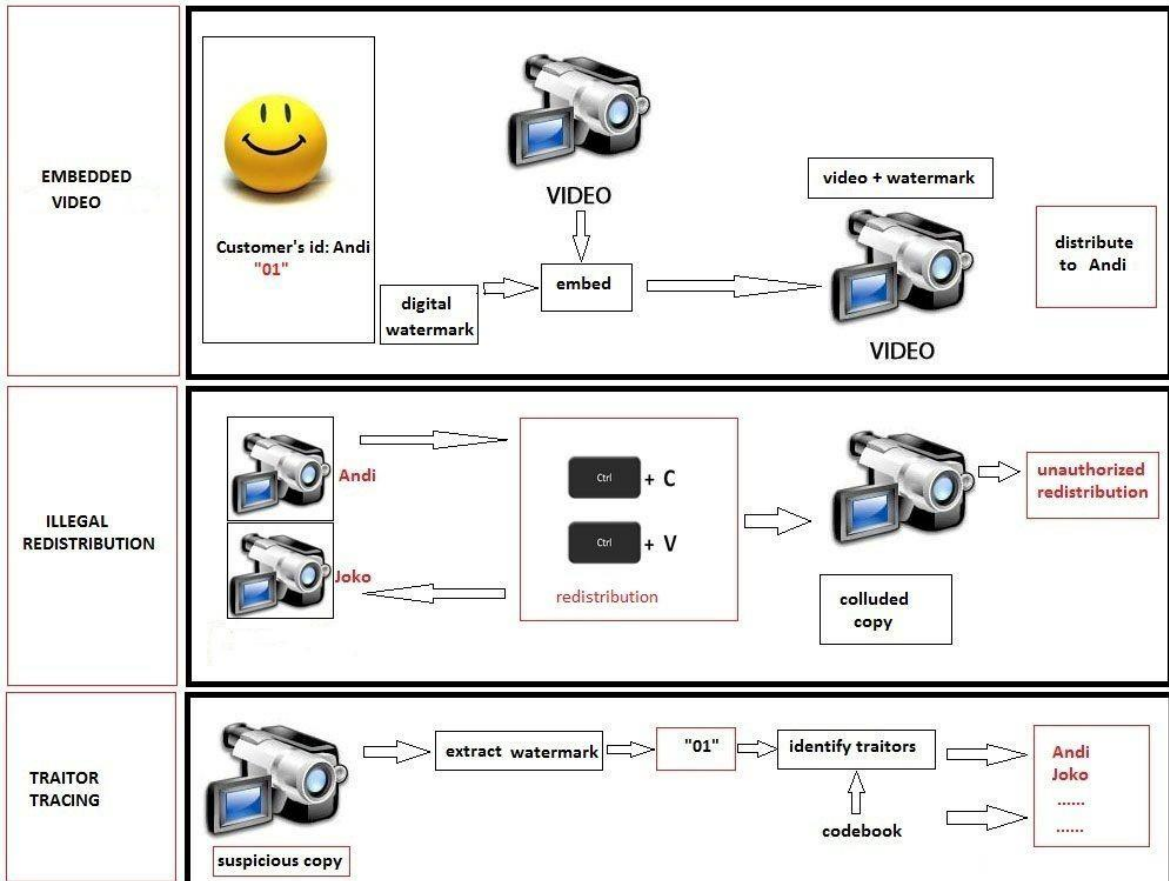 EMBEDDED
VIDEO
Customer's id: Andi
"01"
VIDEO
digital
watermark
embed
video + watermark
VIDEO
distribute
to Andi
ILLEGAL
REDISTRIBUTION
Andi
Joko
Ctrl + C
Ctrl + V
redistribution
colluded
copy
unauthorized
redistribution
TRAITOR
TRACING
suspicious copy
extract watermark
"01"
identify traitors
codebook
Andi
Joko
......
......